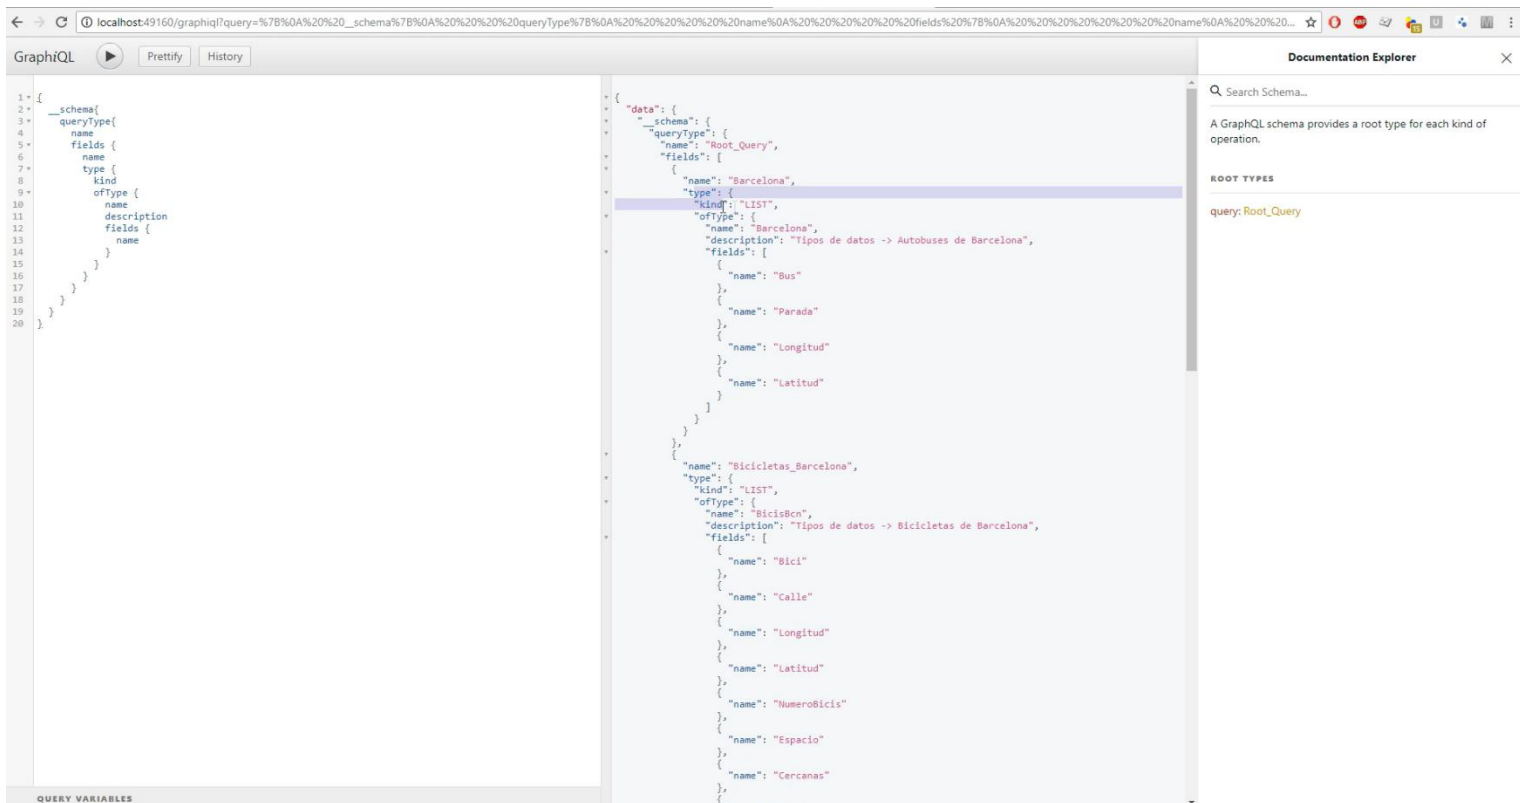 localhost:49160/graphiql?query=%7B%0A%20%20__schema%7B%0A%20%20%20%20queryType%7B%0A%20%20%20%20%20%20name%0A%20%20%20%20%20%20fields%20%7B%0A%20%20%20%20%20%20%20%20name%0A%20%20%20...
GraphiQL
Prettify
History
1 {
2 __schema{
3 queryType{
4 name
5 fields {
6 name
7 type {
8 kind
9 ofType {
10 name
11 description
12 fields {
13 name
14 }
15 }
16 }
17 }
18 }
19 }
20 }
QUERY VARIABLES
{
"data": {
"__schema": {
"queryType": {
"name": "Root_Query",
"fields": [
{
"name": "Barcelona",
"type": {
"kind": "LIST",
"ofType": {
"name": "Barcelona",
"description": "Tipos de datos -> Autobuses de Barcelona",
"fields": [
{
"name": "Bus"
},
{
"name": "Parada"
},
{
"name": "Longitud"
},
{
"name": "Latitud"
}
]
}
}
},
{
"name": "Bicicletas_Barcelona",
"type": {
"kind": "LIST",
"ofType": {
"name": "BicisBcn",
"description": "Tipos de datos -> Bicicletas de Barcelona",
"fields": [
{
"name": "Bici"
},
{
"name": "Calle"
},
{
"name": "Longitud"
},
{
"name": "Latitud"
},
{
"name": "NumeroBicis"
},
{
"name": "Espacio"
},
{
"name": "Cercanas"
},
{
Documentation Explorer
Search Schema...
A GraphQL schema provides a root type for each kind of
operation.
ROOT TYPES
query: Root_Query